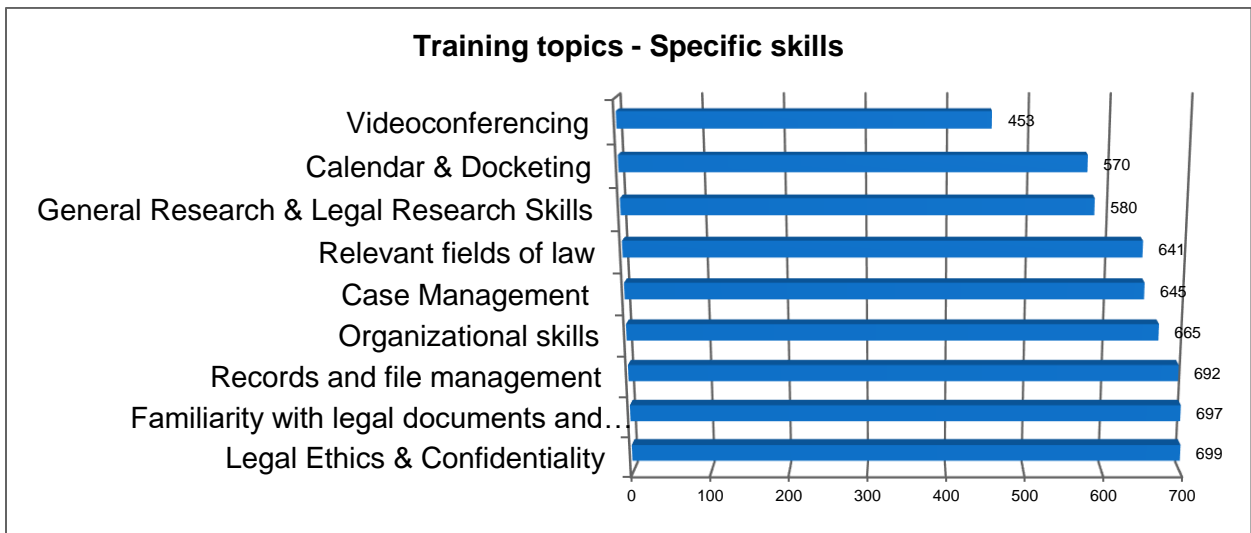 Training topics - Specific skills
Videoconferencing
453
Calendar & Docketing
570
General Research & Legal Research Skills
580
Relevant fields of law
641
Case Management
645
Organizational skills
665
Records and file management
692
Familiarity with legal documents and…
697
Legal Ethics & Confidentiality
699
0 100 200 300 400 500 600 700